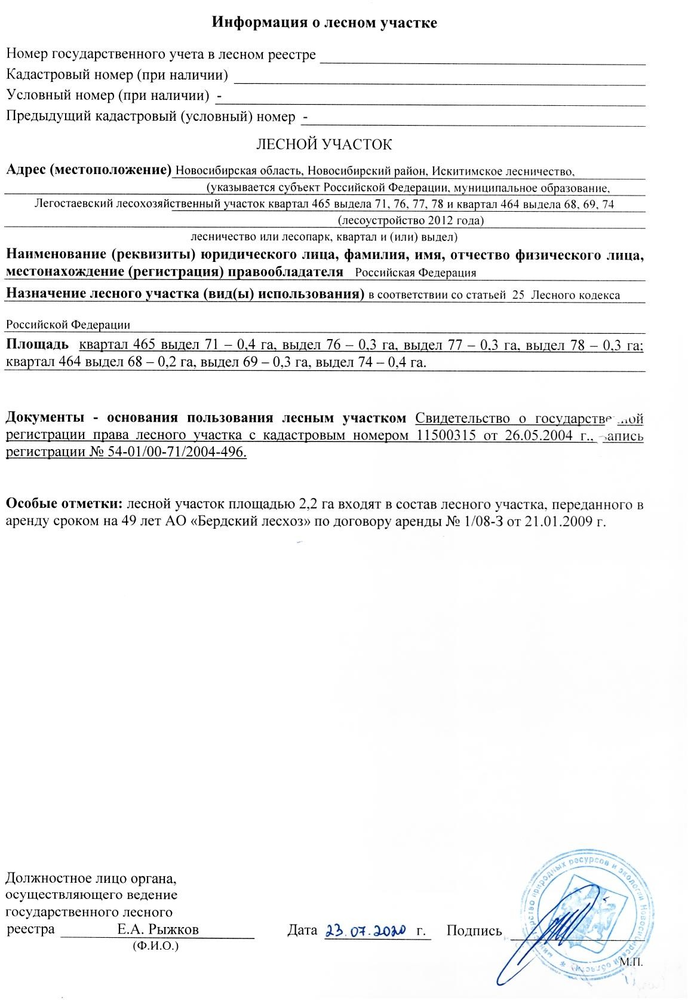 Информация о лесном участке
Номер государственного учета в лесном реестре
Кадастровый номер (при наличии)
Условный номер (при наличии) -
Предыдущий кадастровый (условный) номер -
ЛЕСНОЙ УЧАСТОК
Адрес (местоположение) Новосибирская область, Новосибирский район, Искитимское лесничество,
(указывается субъект Российской Федерации, муниципальное образование,
Легостаевский лесохозяйственный участок квартал 465 выдела 71, 76, 77, 78 и квартал 464 выдела 68, 69, 74
(лесоустройство 2012 года)
лесничество или лесопарк, квартал и (или) выдел)
Наименование (реквизиты) юридического лица, фамилия, имя, отчество физического лица,
местонахождение (регистрация) правообладателя Российская Федерация
Назначение лесного участка (вид(ы) использования) в соответствии со статьей 25 Лесного кодекса
Российской Федерации
Площадь квартал 465 выдел 71 – 0,4 га, выдел 76 – 0,3 га, выдел 77 – 0,3 га, выдел 78 – 0,3 га;
квартал 464 выдел 68 – 0,2 га, выдел 69 – 0,3 га, выдел 74 – 0,4 га.
Документы - основания пользования лесным участком Свидетельство о государственной
регистрации права лесного участка с кадастровым номером 11500315 от 26.05.2004 г., запись
регистрации № 54-01/00-71/2004-496.
Особые отметки: лесной участок площадью 2,2 га входят в состав лесного участка, переданного в
аренду сроком на 49 лет АО «Бердский лесхоз» по договору аренды № 1/08-З от 21.01.2009 г.
Должностное лицо органа,
осуществляющего ведение
государственного лесного
реестра Е.А. Рыжков Дата 23.07.2020 г. Подпись
(Ф.И.О.)
М.П.
министерство природных ресурсов и экологии Новосибирской области *